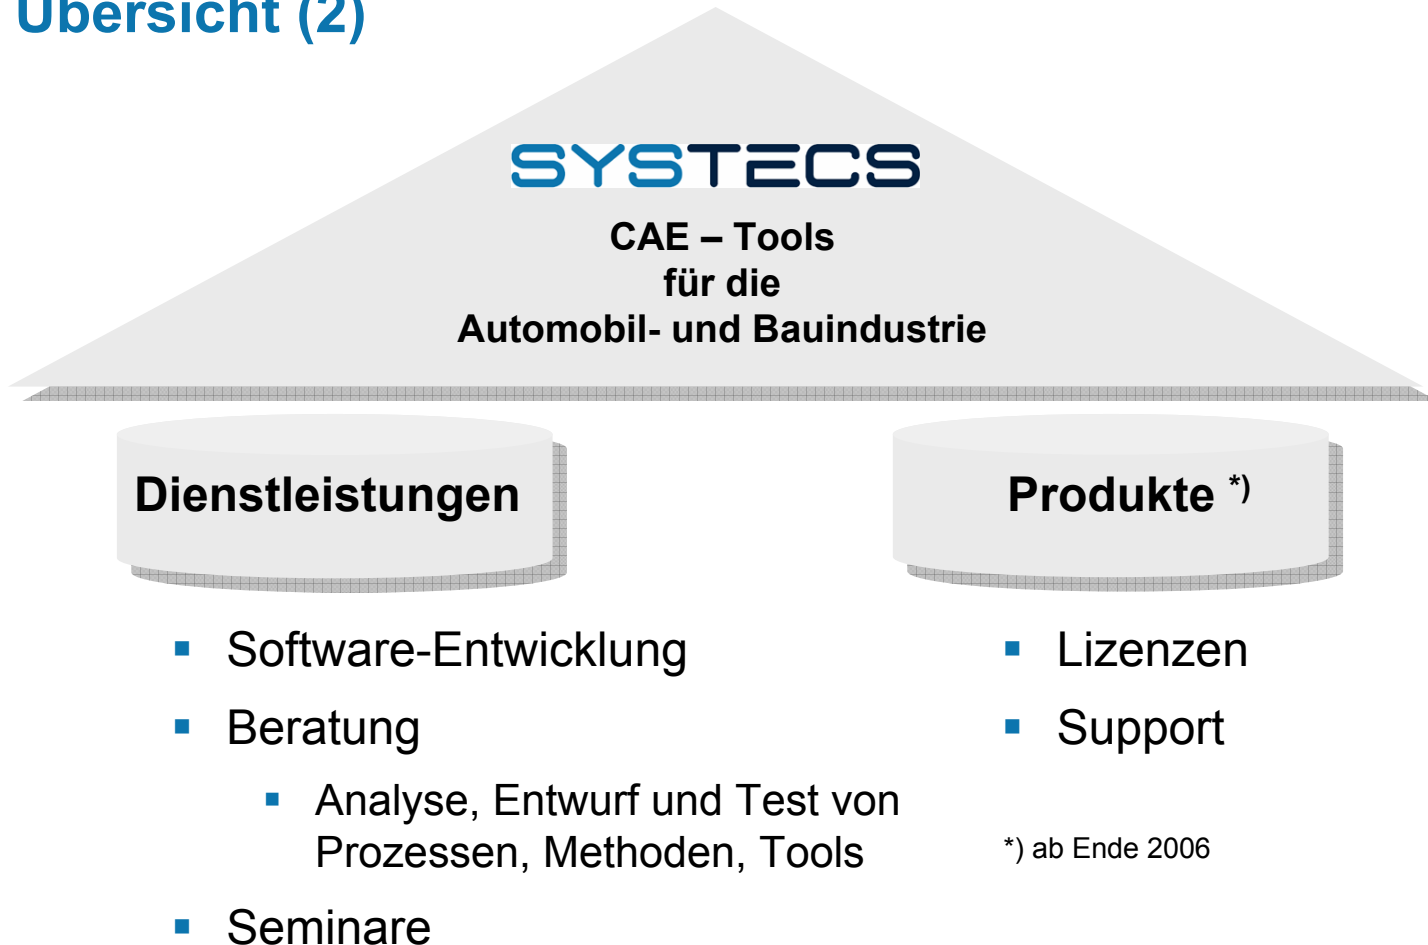 Übersicht (2)
SYSTECS
CAE – Tools
für die
Automobil- und Bauindustrie
Dienstleistungen
▪ Software-Entwicklung
▪ Beratung
▪ Analyse, Entwurf und Test von
Prozessen, Methoden, Tools
▪ Seminare
Produkte *)
▪ Lizenzen
▪ Support
*) ab Ende 2006